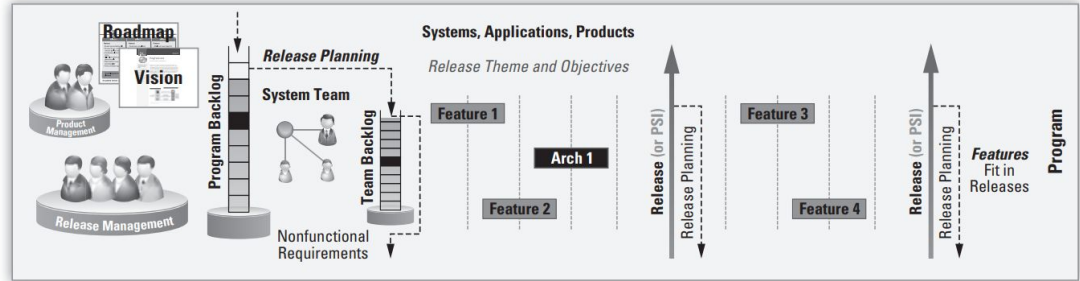 Roadmap
Vision
Product
Management
Release Management
Program Backlog
Release Planning
System Team
Team Backlog
Nonfunctional
Requirements
Systems, Applications, Products
Release Theme and Objectives
Feature 1
Arch 1
Feature 2
Release (or PSI)
Release Planning
Feature 3
Feature 4
Release (or PSI)
Release Planning
Features
Fit in
Releases
Program